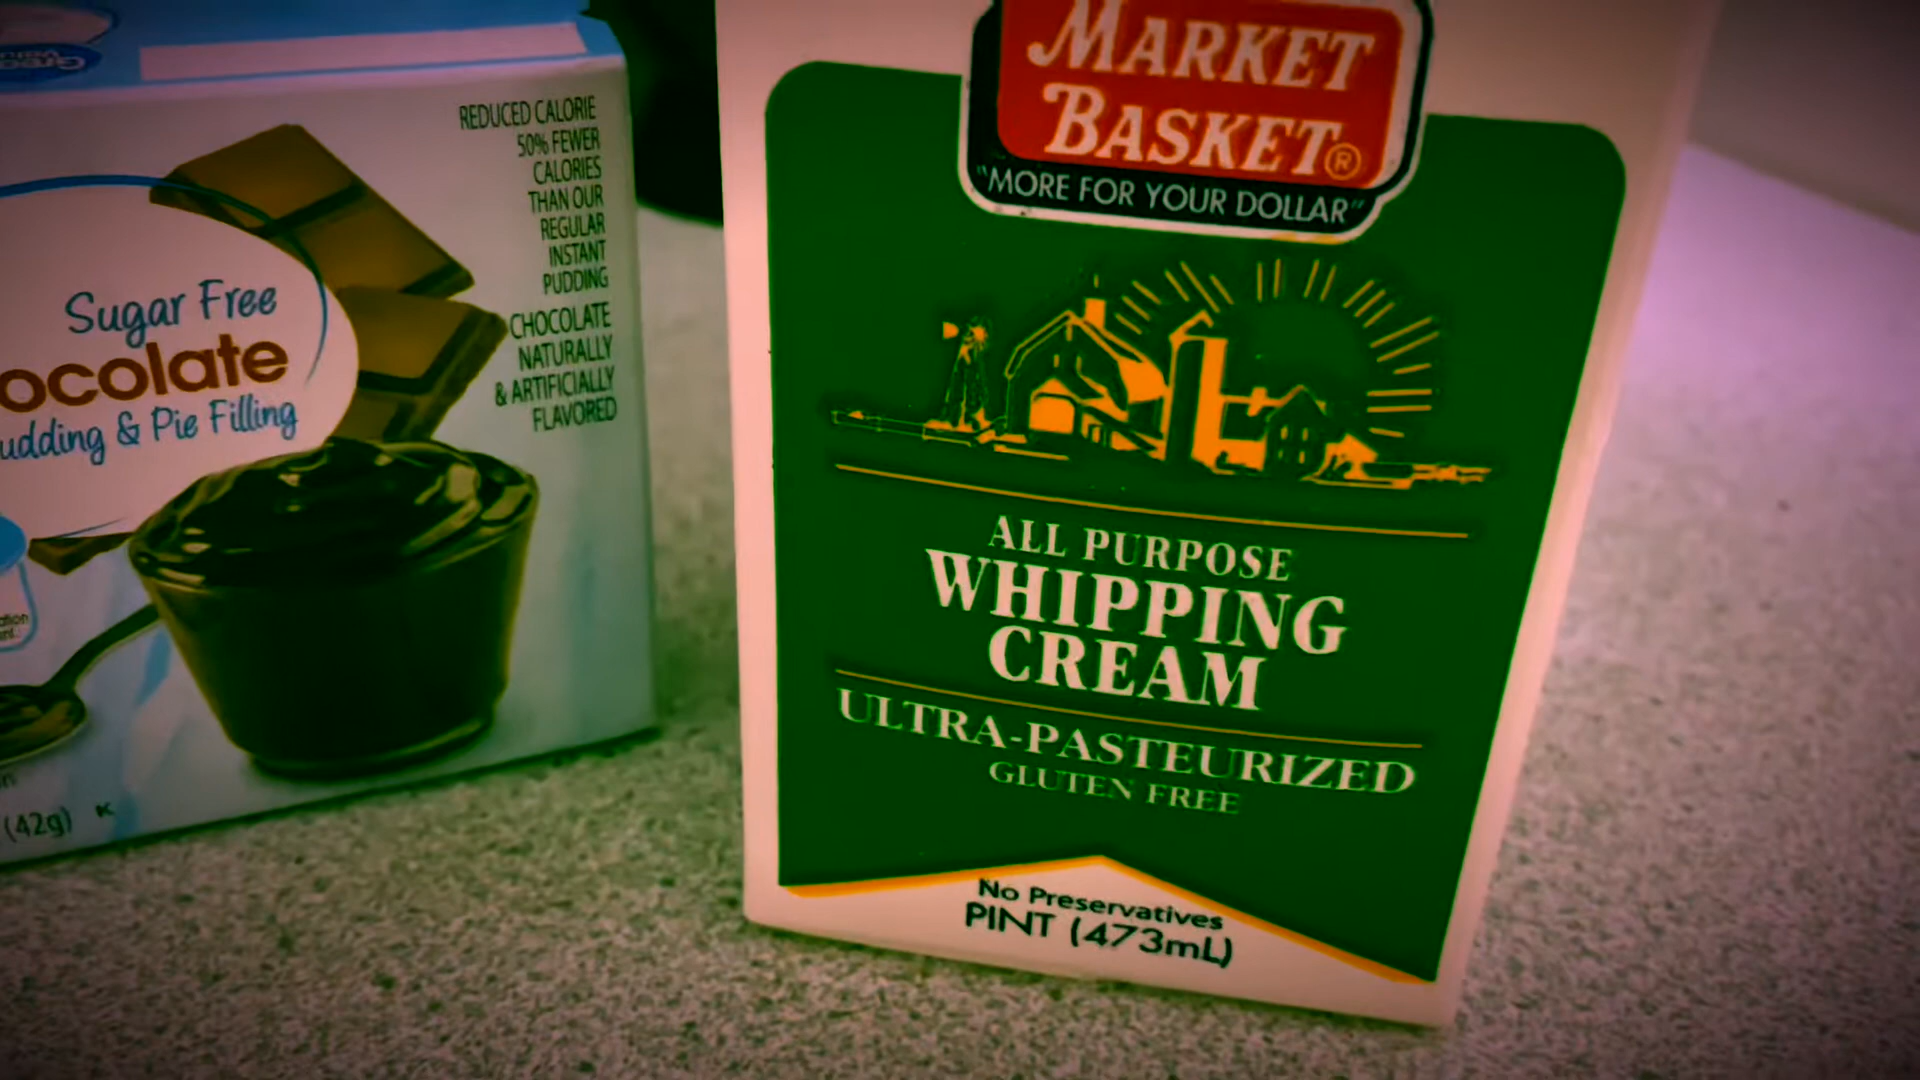 REDUCED CALORIE
50% FEWER
CALORIES
THAN OUR
REGULAR
INSTANT
PUDDING
CHOCOLATE
NATURALLY
& ARTIFICIALLY
FLAVORED
Sugar Free
ocolate
udding & Pie Filling
(42g) K
MARKET
BASKET®
"MORE FOR YOUR DOLLAR"
ALL PURPOSE
WHIPPING
CREAM
ULTRA-PASTEURIZED
GLUTEN FREE
No Preservatives
PINT (473mL)